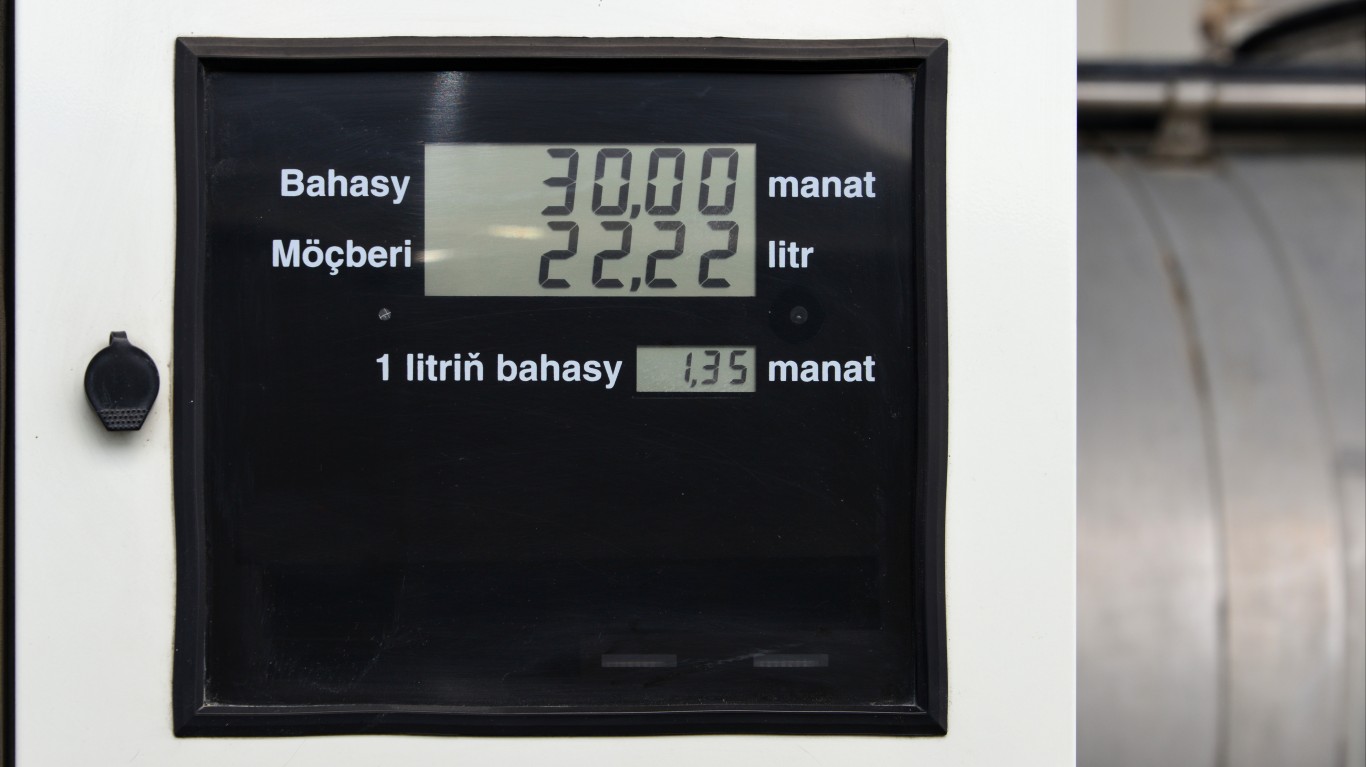 Bahasy 30,00 manat
Möçberi 22,22 litr
1 litriň bahasy 1,35 manat